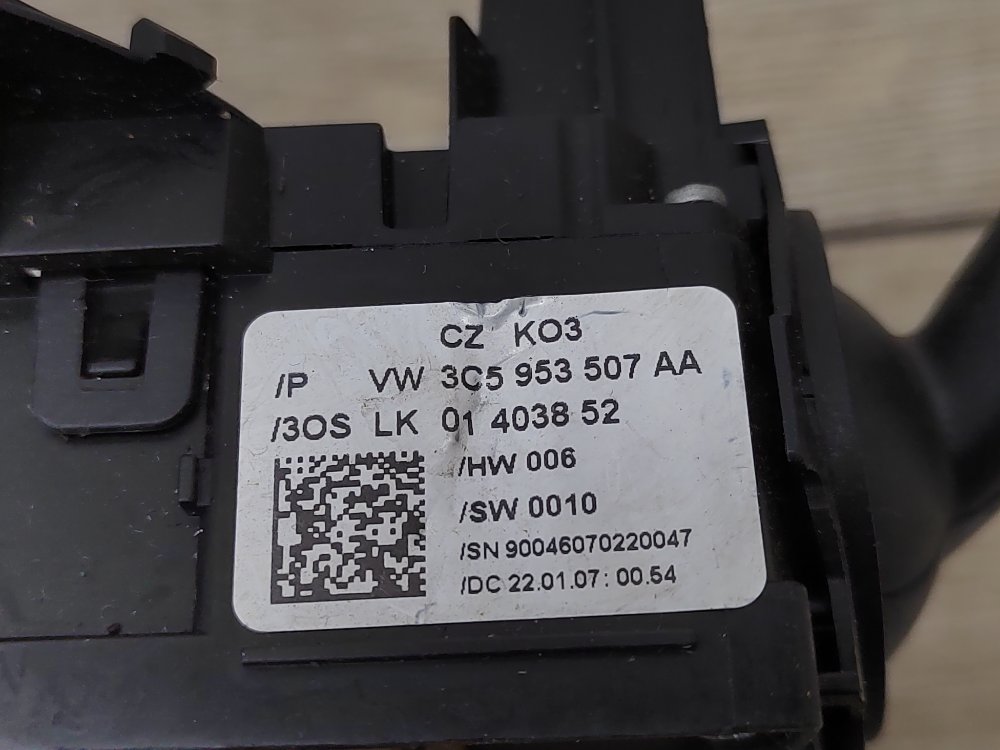 CZ KO3
/P VW 3C5 953 507 AA
/3OS LK 01 4038 52
/HW 006
/SW 0010
/SN 90046070220047
/DC 22.01.07: 00.54